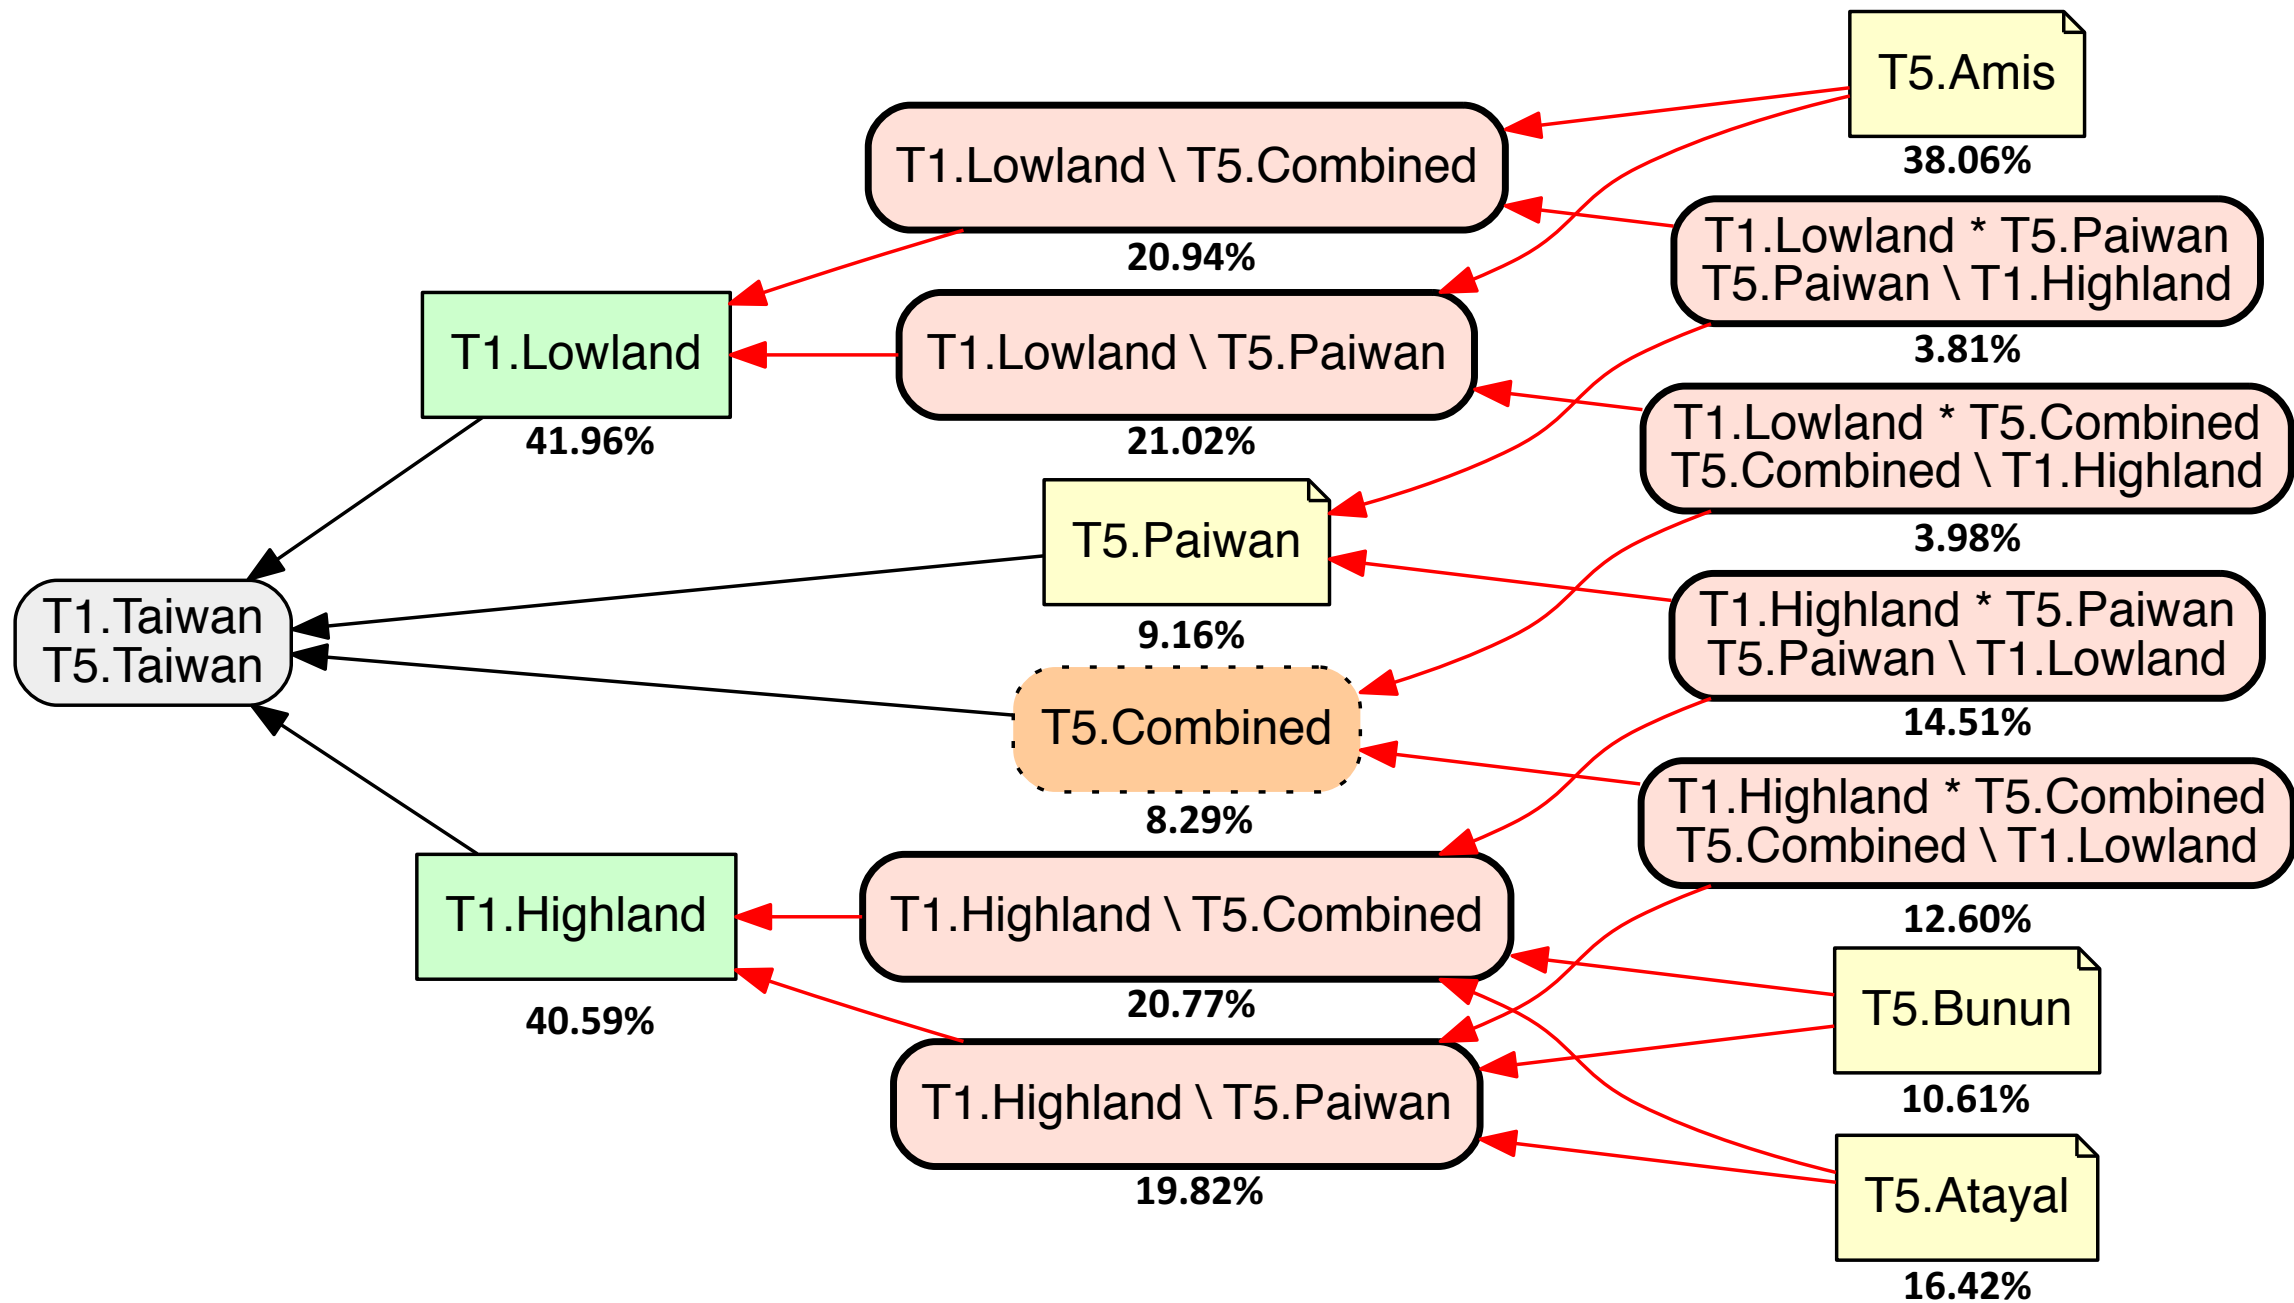 T5.Amis
38.06%
T1.Lowland \ T5.Combined
20.94%
T1.Lowland * T5.Paiwan
T5.Paiwan \ T1.Highland
3.81%
T1.Lowland
41.96%
T1.Lowland \ T5.Paiwan
21.02%
T1.Lowland * T5.Combined
T5.Combined \ T1.Highland
3.98%
T5.Paiwan
9.16%
T1.Taiwan
T5.Taiwan
T1.Highland * T5.Paiwan
T5.Paiwan \ T1.Lowland
14.51%
T5.Combined
8.29%
T1.Highland * T5.Combined
T5.Combined \ T1.Lowland
12.60%
T1.Highland
40.59%
T1.Highland \ T5.Combined
20.77%
T5.Bunun
10.61%
T1.Highland \ T5.Paiwan
19.82%
T5.Atayal
16.42%